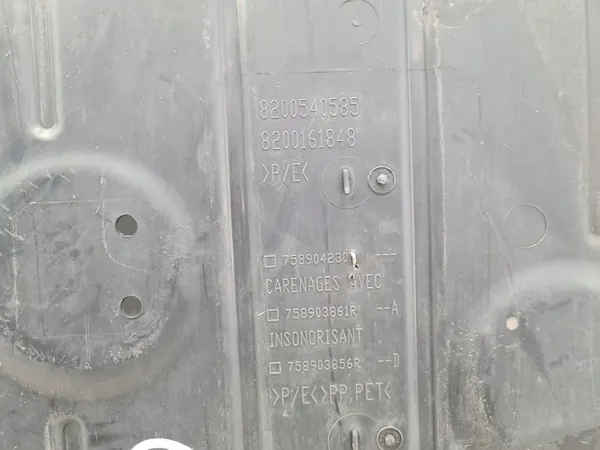 8200540585
8200161848
>P/E<
☐ 758904230 ---
CARENAGES AVEC
☐ 758903861R --A
INSONORISANT
☐ 758903856R --D
>P/E<>PP.PET<